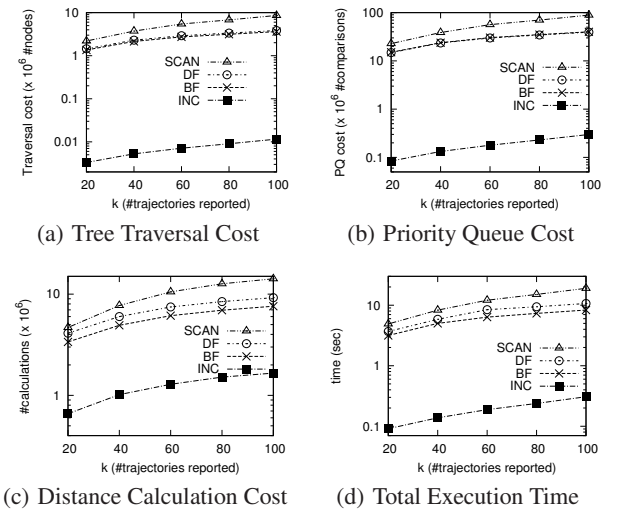 Traversal cost (x 10^6 #nodes)
10
1
0.1
0.01
SCAN
DF
BF
INC
20 40 60 80 100
k (#trajectories reported)
(a) Tree Traversal Cost
PQ cost (x 10^6 #comparisons)
100
10
1
0.1
SCAN
DF
BF
INC
20 40 60 80 100
k (#trajectories reported)
(b) Priority Queue Cost
#calculations (x 10^6)
10
1
SCAN
DF
BF
INC
20 40 60 80 100
k (#trajectories reported)
(c) Distance Calculation Cost
time (sec)
10
1
0.1
SCAN
DF
BF
INC
20 40 60 80 100
k (#trajectories reported)
(d) Total Execution Time